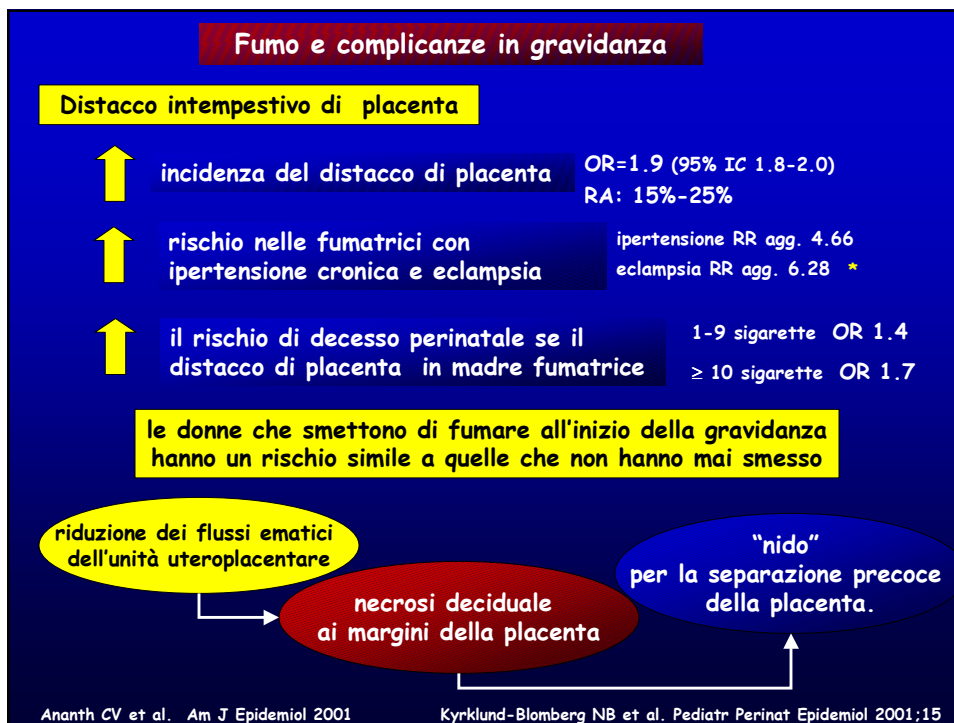 Fumo e complicanze in gravidanza
Distacco intempestivo di placenta
incidenza del distacco di placenta
OR=1.9 (95% IC 1.8-2.0)
RA: 15%-25%
rischio nelle fumatrici con
ipertensione cronica e eclampsia
ipertensione RR agg. 4.66
eclampsia RR agg. 6.28 *
il rischio di decesso perinatale se il
distacco di placenta in madre fumatrice
1-9 sigarette OR 1.4
≥ 10 sigarette OR 1.7
le donne che smettono di fumare all'inizio della gravidanza
hanno un rischio simile a quelle che non hanno mai smesso
riduzione dei flussi ematici
dell'unità uteroplacentare
necrosi deciduale
ai margini della placenta
"nido"
per la separazione precoce
della placenta.
Ananth CV et al. Am J Epidemiol 2001
Kyrklund-Blomberg NB et al. Pediatr Perinat Epidemiol 2001;15